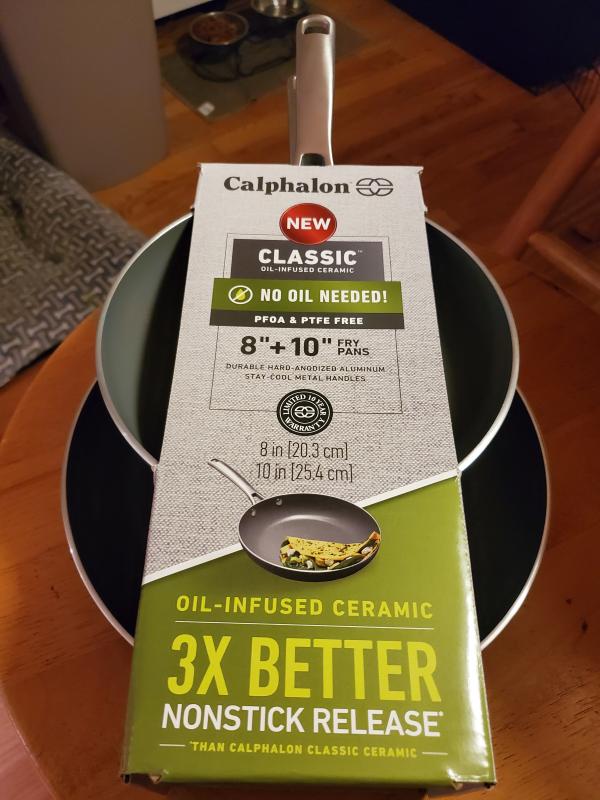 Calphalon
NEW
CLASSIC™
OIL-INFUSED CERAMIC
NO OIL NEEDED!
PFOA & PTFE FREE
8"+10" FRY PANS
DURABLE HARD-ANODIZED ALUMINUM
STAY-COOL METAL HANDLES
LIMITED 10 YEAR
WARRANTY
8 in [20.3 cm]
10 in [25.4 cm]
OIL-INFUSED CERAMIC
3X BETTER
NONSTICK RELEASE*
*THAN CALPHALON CLASSIC CERAMIC